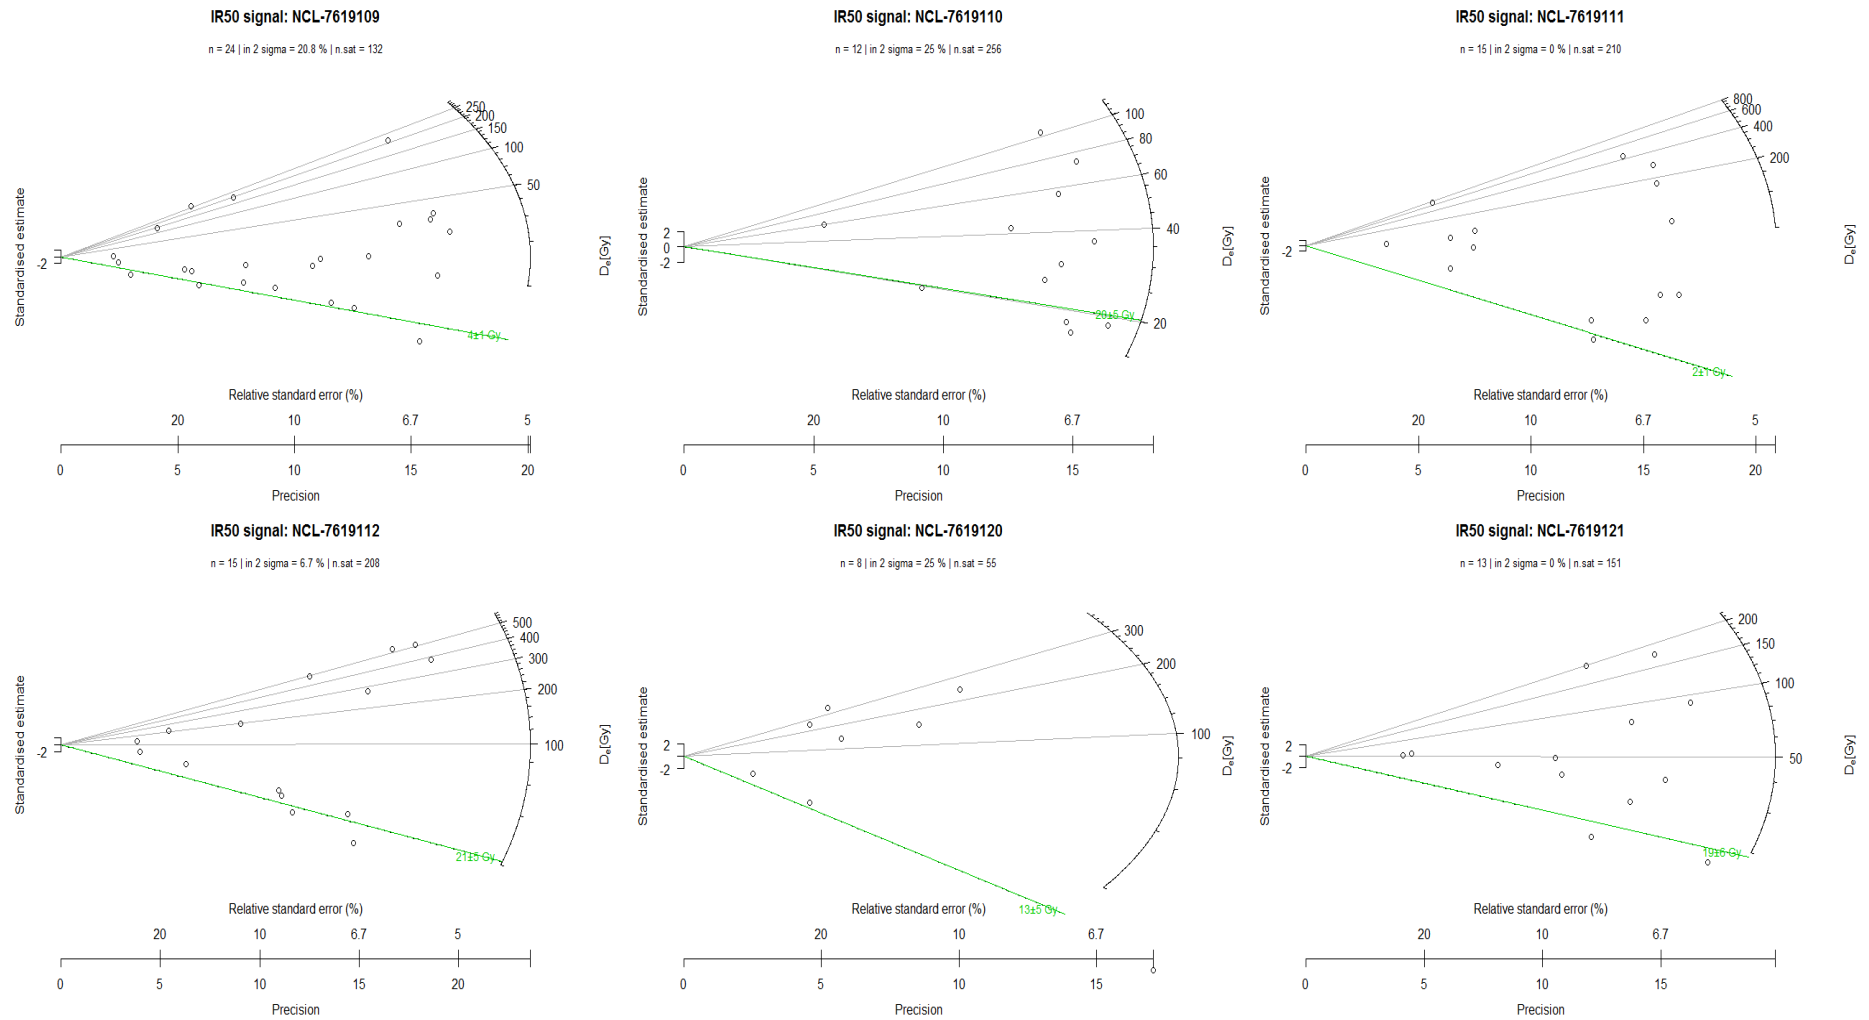 IR50 signal: NCL-7619109
n = 24 | in 2 sigma = 20.8 % | n.sat = 132
Standardised estimate
-2
250
200
150
100
50
Dₑ[Gy]
4±1 Gy
Relative standard error (%)
20 10 6.7 5
0 5 10 15 20
Precision
IR50 signal: NCL-7619110
n = 12 | in 2 sigma = 25 % | n.sat = 256
Standardised estimate
2
0
-2
100
80
60
40
20
Dₑ[Gy]
20±5 Gy
Relative standard error (%)
20 10 6.7
0 5 10 15
Precision
IR50 signal: NCL-7619111
n = 15 | in 2 sigma = 0 % | n.sat = 210
Standardised estimate
-2
800
600
400
200
Dₑ[Gy]
2±1 Gy
Relative standard error (%)
20 10 6.7 5
0 5 10 15 20
Precision
IR50 signal: NCL-7619112
n = 15 | in 2 sigma = 6.7 % | n.sat = 208
Standardised estimate
-2
500
400
300
200
100
Dₑ[Gy]
21±5 Gy
Relative standard error (%)
20 10 6.7 5
0 5 10 15 20
Precision
IR50 signal: NCL-7619120
n = 8 | in 2 sigma = 25 % | n.sat = 55
Standardised estimate
2
-2
300
200
100
Dₑ[Gy]
13±5 Gy
Relative standard error (%)
20 10 6.7
0 5 10 15
Precision
IR50 signal: NCL-7619121
n = 13 | in 2 sigma = 0 % | n.sat = 151
Standardised estimate
2
-2
200
150
100
50
Dₑ[Gy]
19±6 Gy
Relative standard error (%)
20 10 6.7
0 5 10 15
Precision